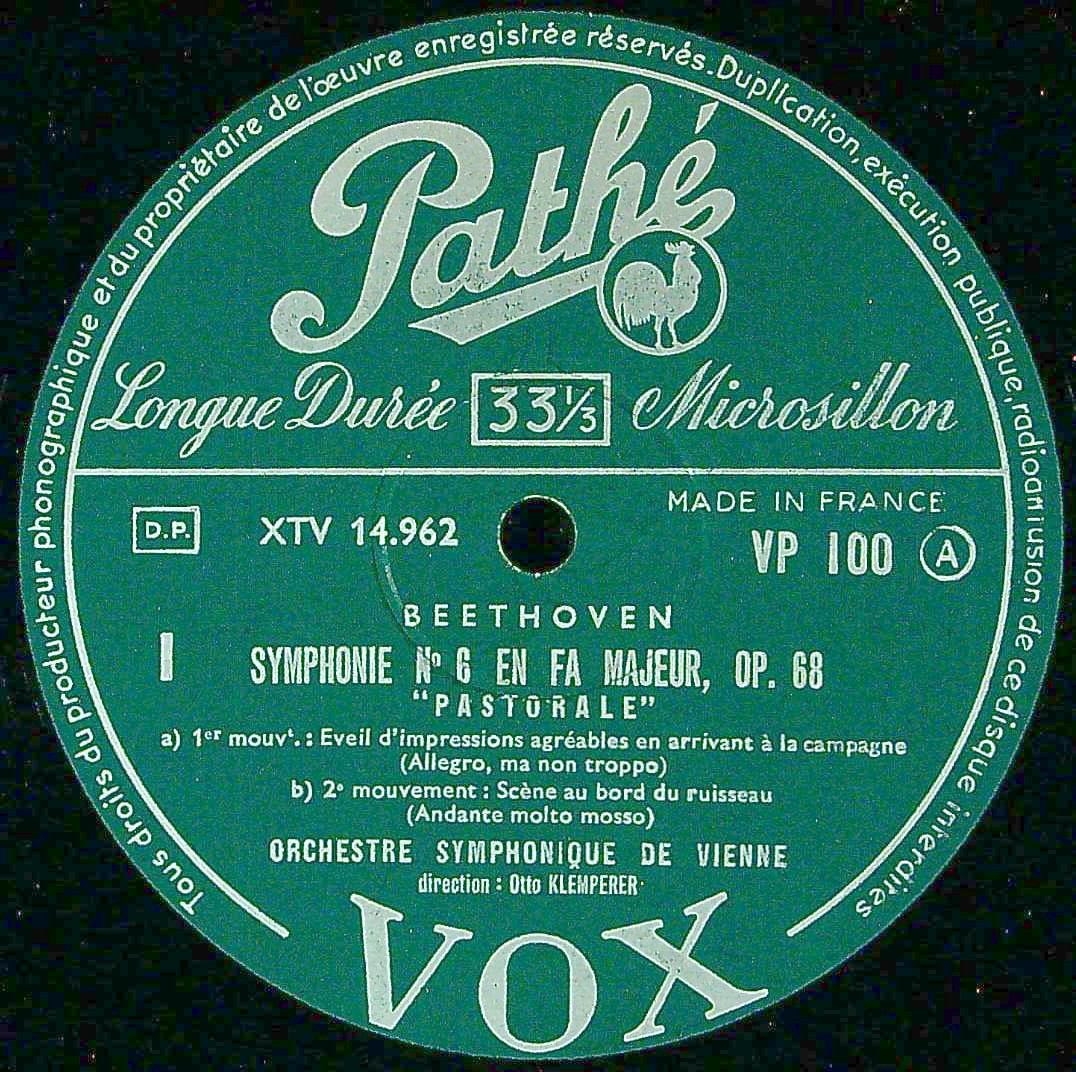 Tous droits du producteur phonographique et du propriétaire de l'œuvre enregistrée réservés. Duplication, exécution publique, radiodiffusion de ce disque interdites
Pathé
Longue Durée 33 1/3 Microsillon
MADE IN FRANCE
D.P. XTV 14.962 VP 100 A
BEETHOVEN
I SYMPHONIE Nº 6 EN FA MAJEUR, OP. 68
"PASTORALE"
a) 1er mouvt. : Eveil d'impressions agréables en arrivant à la campagne
(Allegro, ma non troppo)
b) 2e mouvement : Scène au bord du ruisseau
(Andante molto mosso)
ORCHESTRE SYMPHONIQUE DE VIENNE
direction : Otto KLEMPERER
VOX